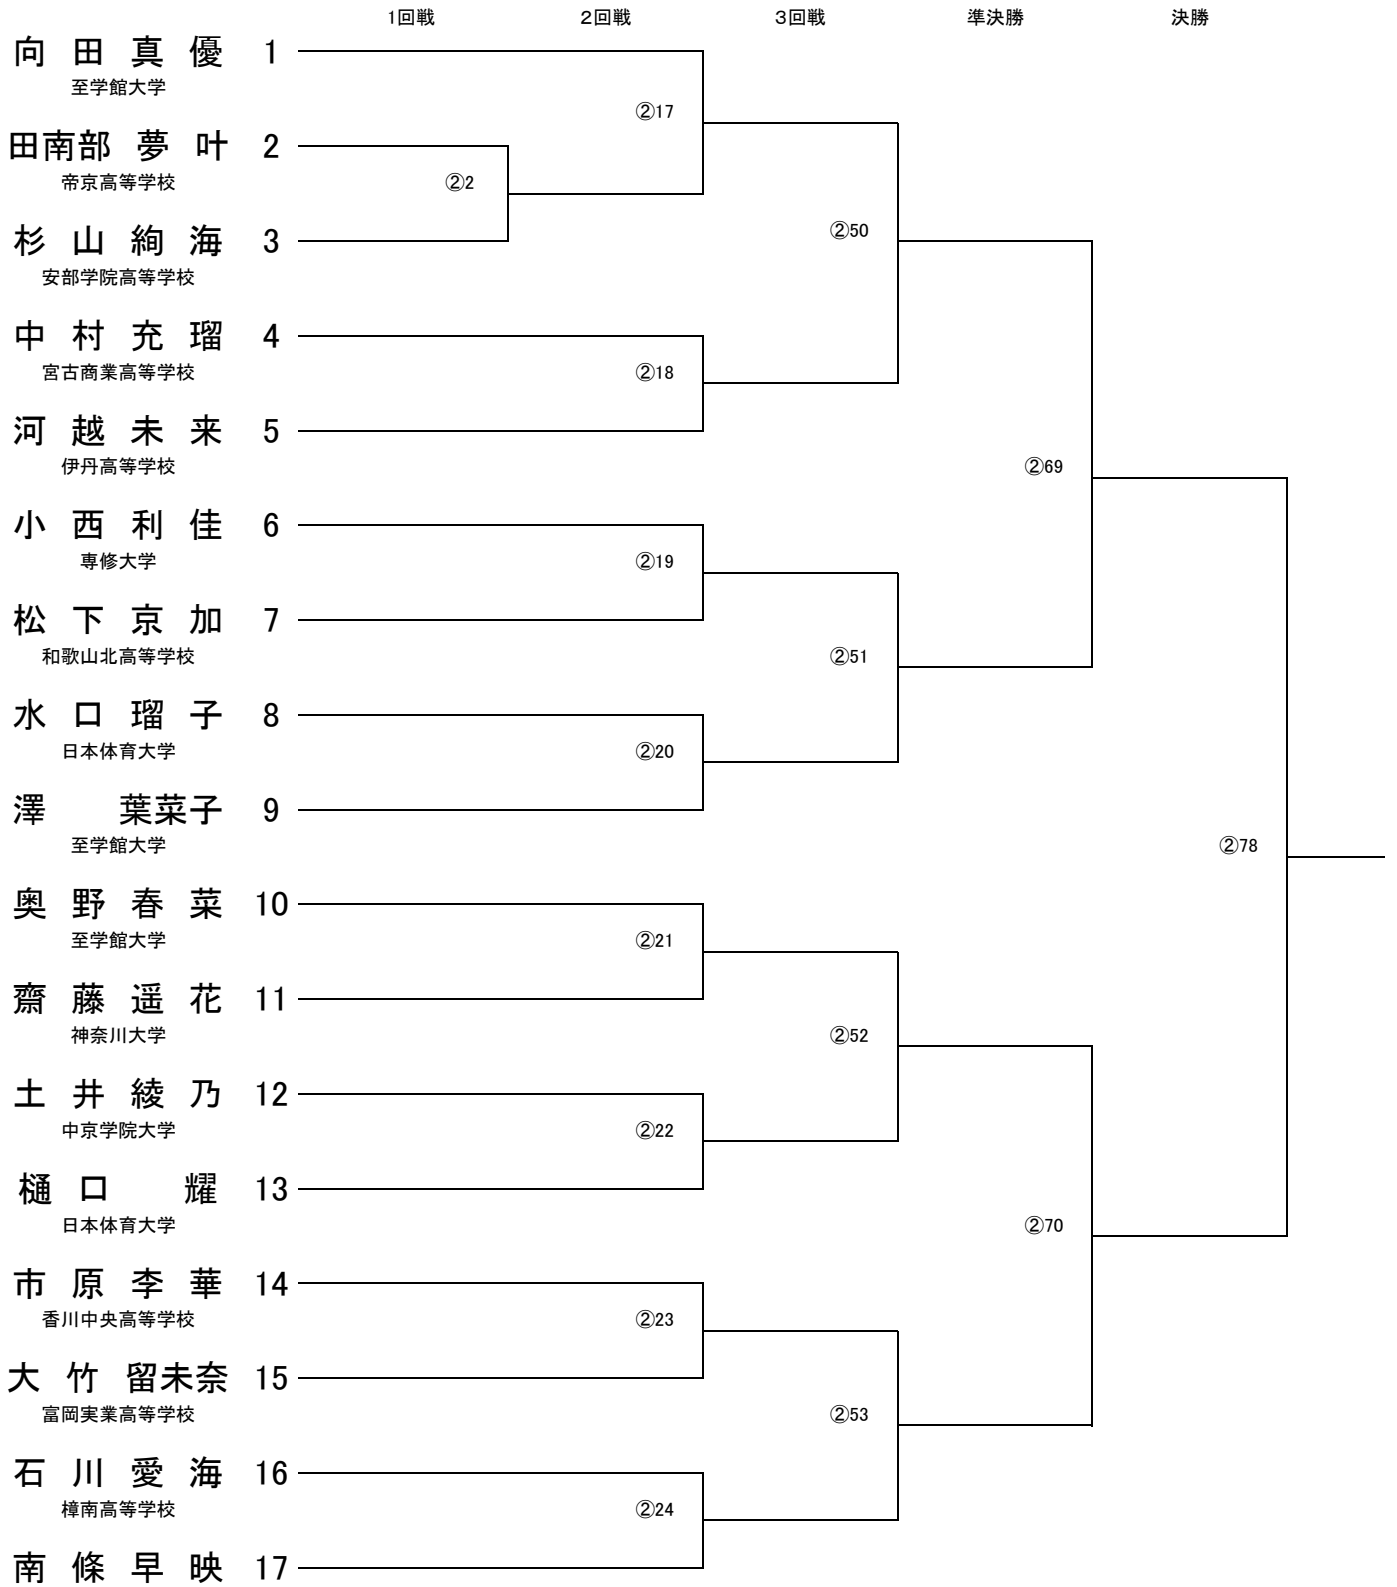 1回戦 2回戦 3回戦 準決勝 決勝
向田真優 1
至学館大学
②17
田南部 夢叶 2
帝京高等学校
②2
杉山絢海 3
安部学院高等学校
②50
中村充瑠 4
宮古商業高等学校
②18
河越未来 5
伊丹高等学校
②69
小西利佳 6
専修大学
②19
松下京加 7
和歌山北高等学校
②51
水口瑠子 8
日本体育大学
②20
澤 葉菜子 9
至学館大学
②78
奥野春菜 10
至学館大学
②21
齋藤遥花 11
神奈川大学
②52
土井綾乃 12
中京学院大学
②22
樋口 耀 13
日本体育大学
②70
市原李華 14
香川中央高等学校
②23
大竹留未奈 15
富岡実業高等学校
②53
石川愛海 16
樟南高等学校
②24
南條早映 17